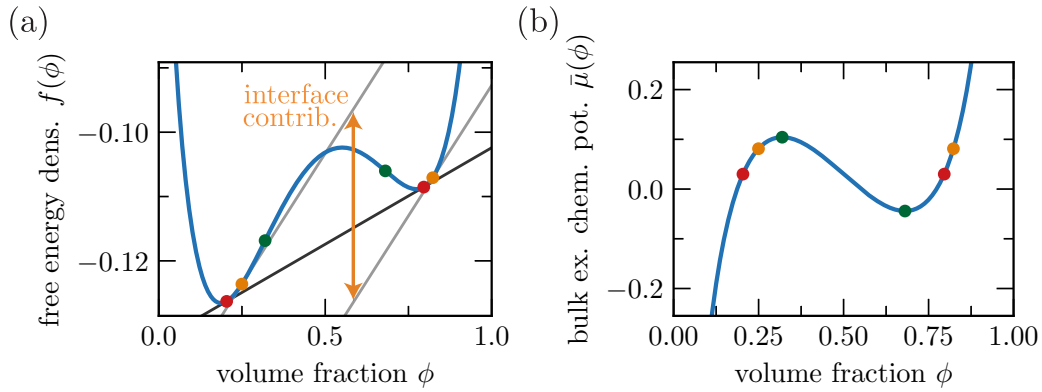 (a)
free energy dens. f(ϕ)
−0.10
−0.12
interface
contrib.
0.0
0.5
1.0
volume fraction ϕ
(b)
bulk ex. chem. pot. μ̄(ϕ)
0.2
0.0
−0.2
0.00
0.25
0.50
0.75
1.00
volume fraction ϕ